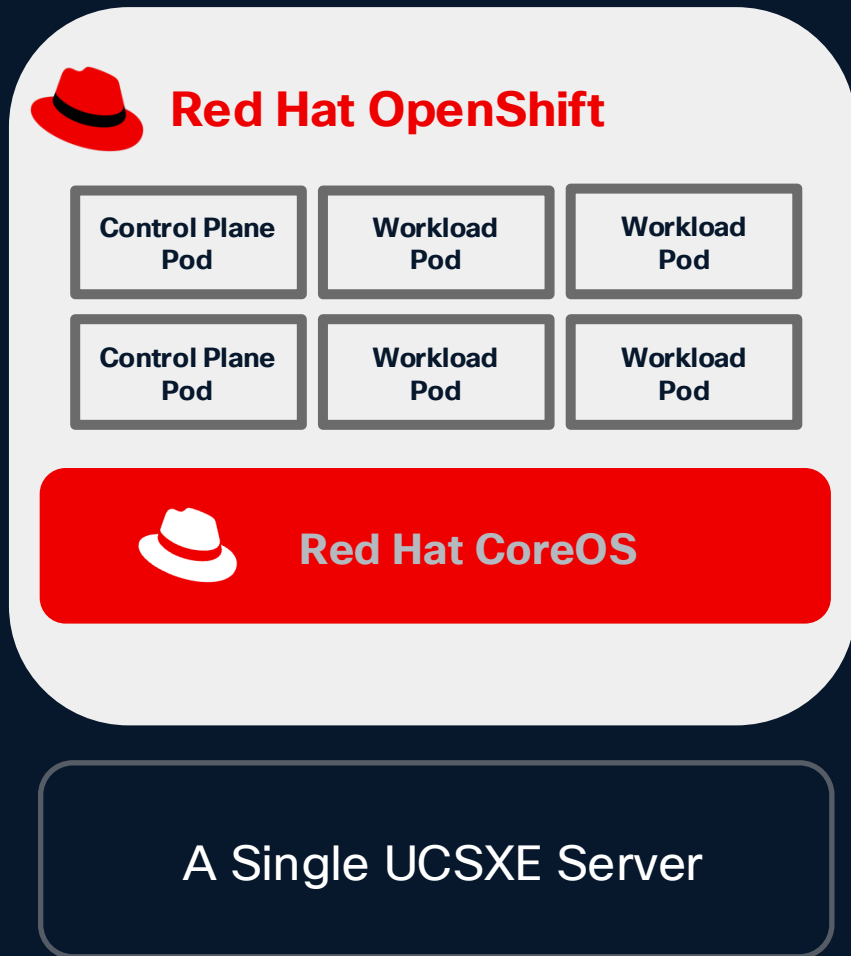 Red Hat OpenShift
Control Plane
Pod
Workload
Pod
Workload
Pod
Control Plane
Pod
Workload
Pod
Workload
Pod
Red Hat CoreOS
A Single UCSXE Server